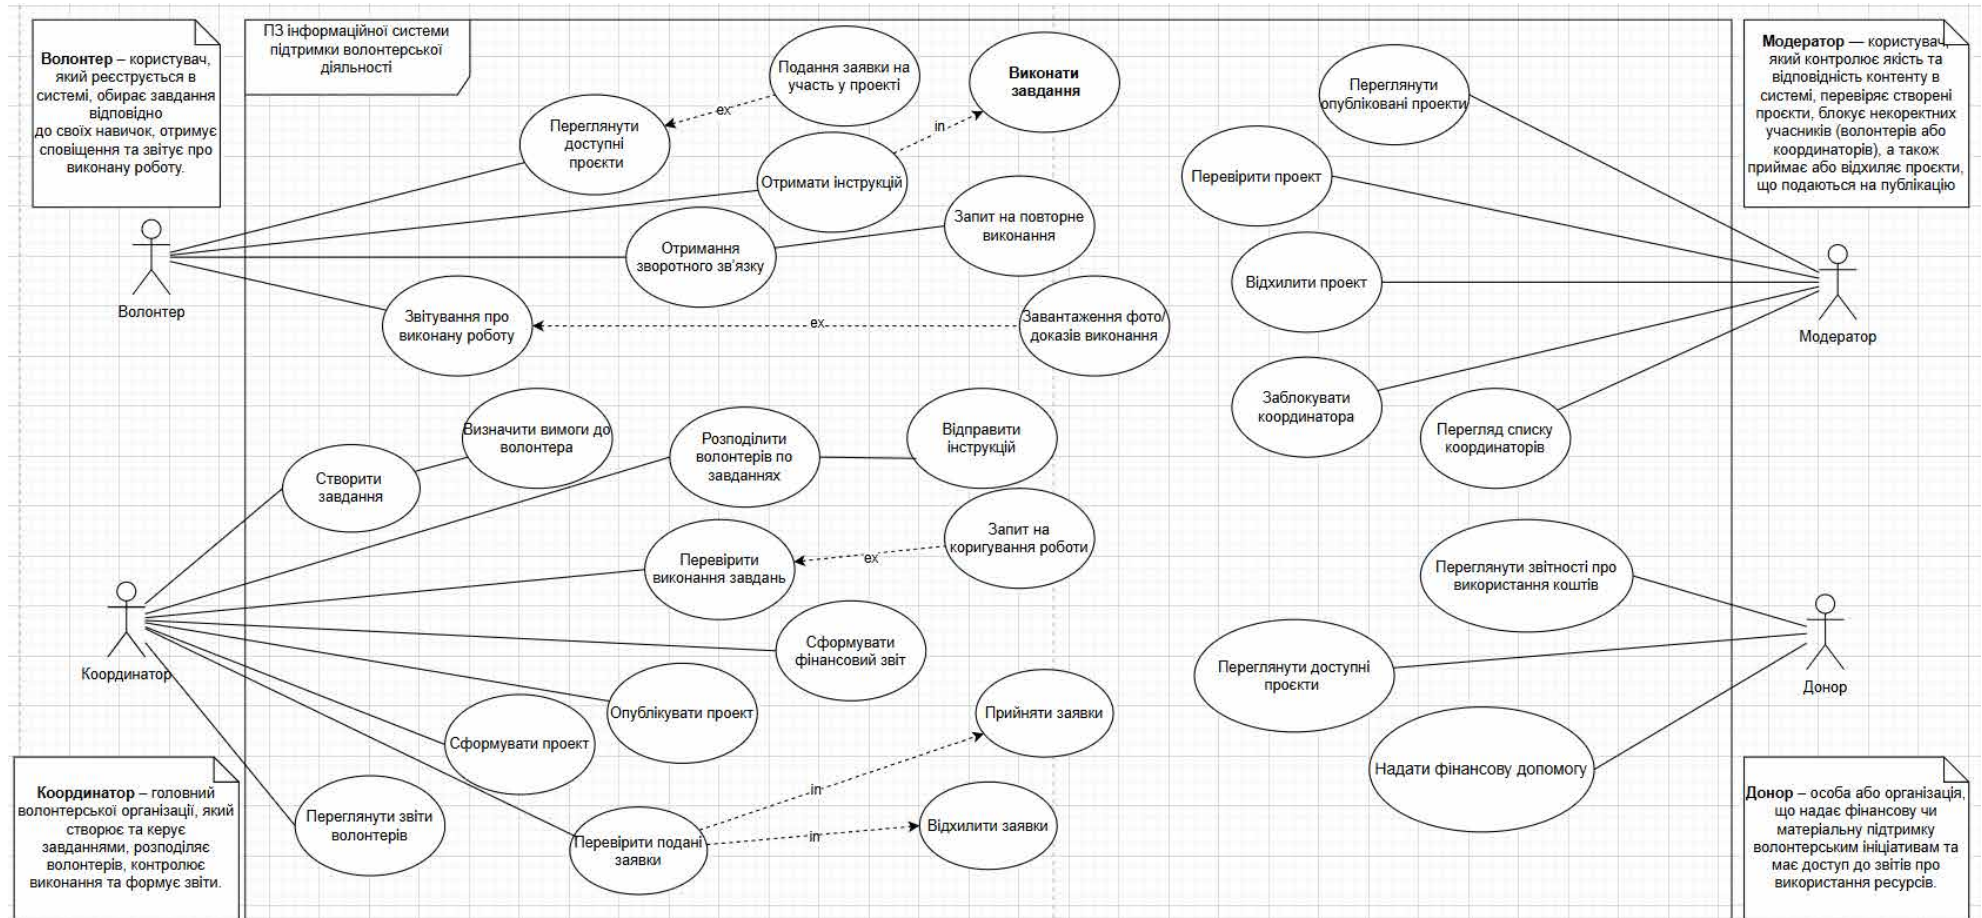 Волонтер – користувач,
який реєструється в
системі, обирає завдання
відповідно
до своїх навичок, отримує
сповіщення та звітує про
виконану роботу.
ПЗ інформаційної системи
підтримки волонтерської
діяльності
Подання заявки на
участь у проекті
Виконати
завдання
Переглянути
опубліковані проекти
Модератор — користувач,
який контролює якість та
відповідність контенту в
системі, перевіряє створені
проєкти, блокує некоректних
учасників (волонтерів або
координаторів), а також
приймає або відхиляє проєкти,
що подаються на публікацію
ex
Переглянути
доступні
проєкти
in
Отримати інструкцій
Перевірити проект
Запит на повторне
виконання
Отримання
зворотного зв'язку
Відхилити проект
Волонтер
Звітування про
виконану роботу
ex
Завантаження фото/
доказів виконання
Модератор
Заблокувати
координатора
Перегляд списку
координаторів
Визначити вимоги до
волонтера
Розподілити
волонтерів по
завданнях
Відправити
інструкцій
Створити
завдання
Запит на
коригування роботи
ex
Перевірити
виконання завдань
Переглянути звітності про
використання коштів
Сформувати
фінансовий звіт
Координатор
Переглянути доступні
проєкти
Донор
Опублікувати проект
Прийняти заявки
Сформувати проект
Надати фінансову допомогу
in
Переглянути звіти
волонтерів
Перевірити подані
заявки
in
Відхилити заявки
Координатор – головний
волонтерської організації, який
створює та керує
завданнями, розподіляє
волонтерів, контролює
виконання та формує звіти.
Донор – особа або організація,
що надає фінансову чи
матеріальну підтримку
волонтерським ініціативам та
має доступ до звітів про
використання ресурсів.